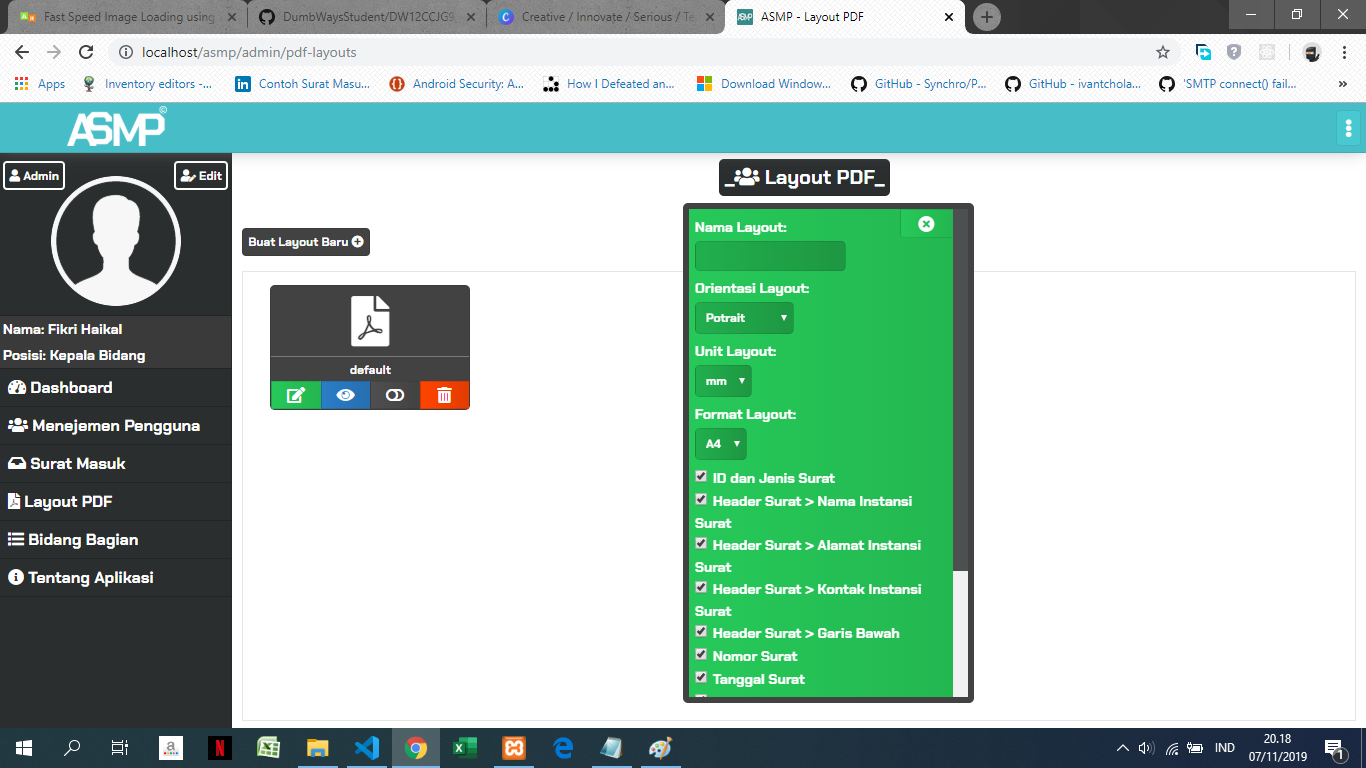 Fast Speed Image Loading using
DumbWaysStudent/DW12CCJG9
Creative / Innovate / Serious / Te
ASMP - Layout PDF
localhost/asmp/admin/pdf-layouts
Apps
Inventory editors -...
Contoh Surat Masu...
Android Security: A...
How I Defeated an...
Download Window...
GitHub - Synchro/P...
GitHub - ivantchola...
'SMTP connect() fail...
»
ASMP©
Admin
Edit
Nama: Fikri Haikal
Posisi: Kepala Bidang
Dashboard
Menejemen Pengguna
Surat Masuk
Layout PDF
Bidang Bagian
Tentang Aplikasi
_Layout PDF_
Buat Layout Baru
default
Nama Layout:
Orientasi Layout:
Potrait
Unit Layout:
mm
Format Layout:
A4
ID dan Jenis Surat
Header Surat > Nama Instansi
Surat
Header Surat > Alamat Instansi
Surat
Header Surat > Kontak Instansi
Surat
Header Surat > Garis Bawah
Nomor Surat
Tanggal Surat
IND
20.18
07/11/2019
1